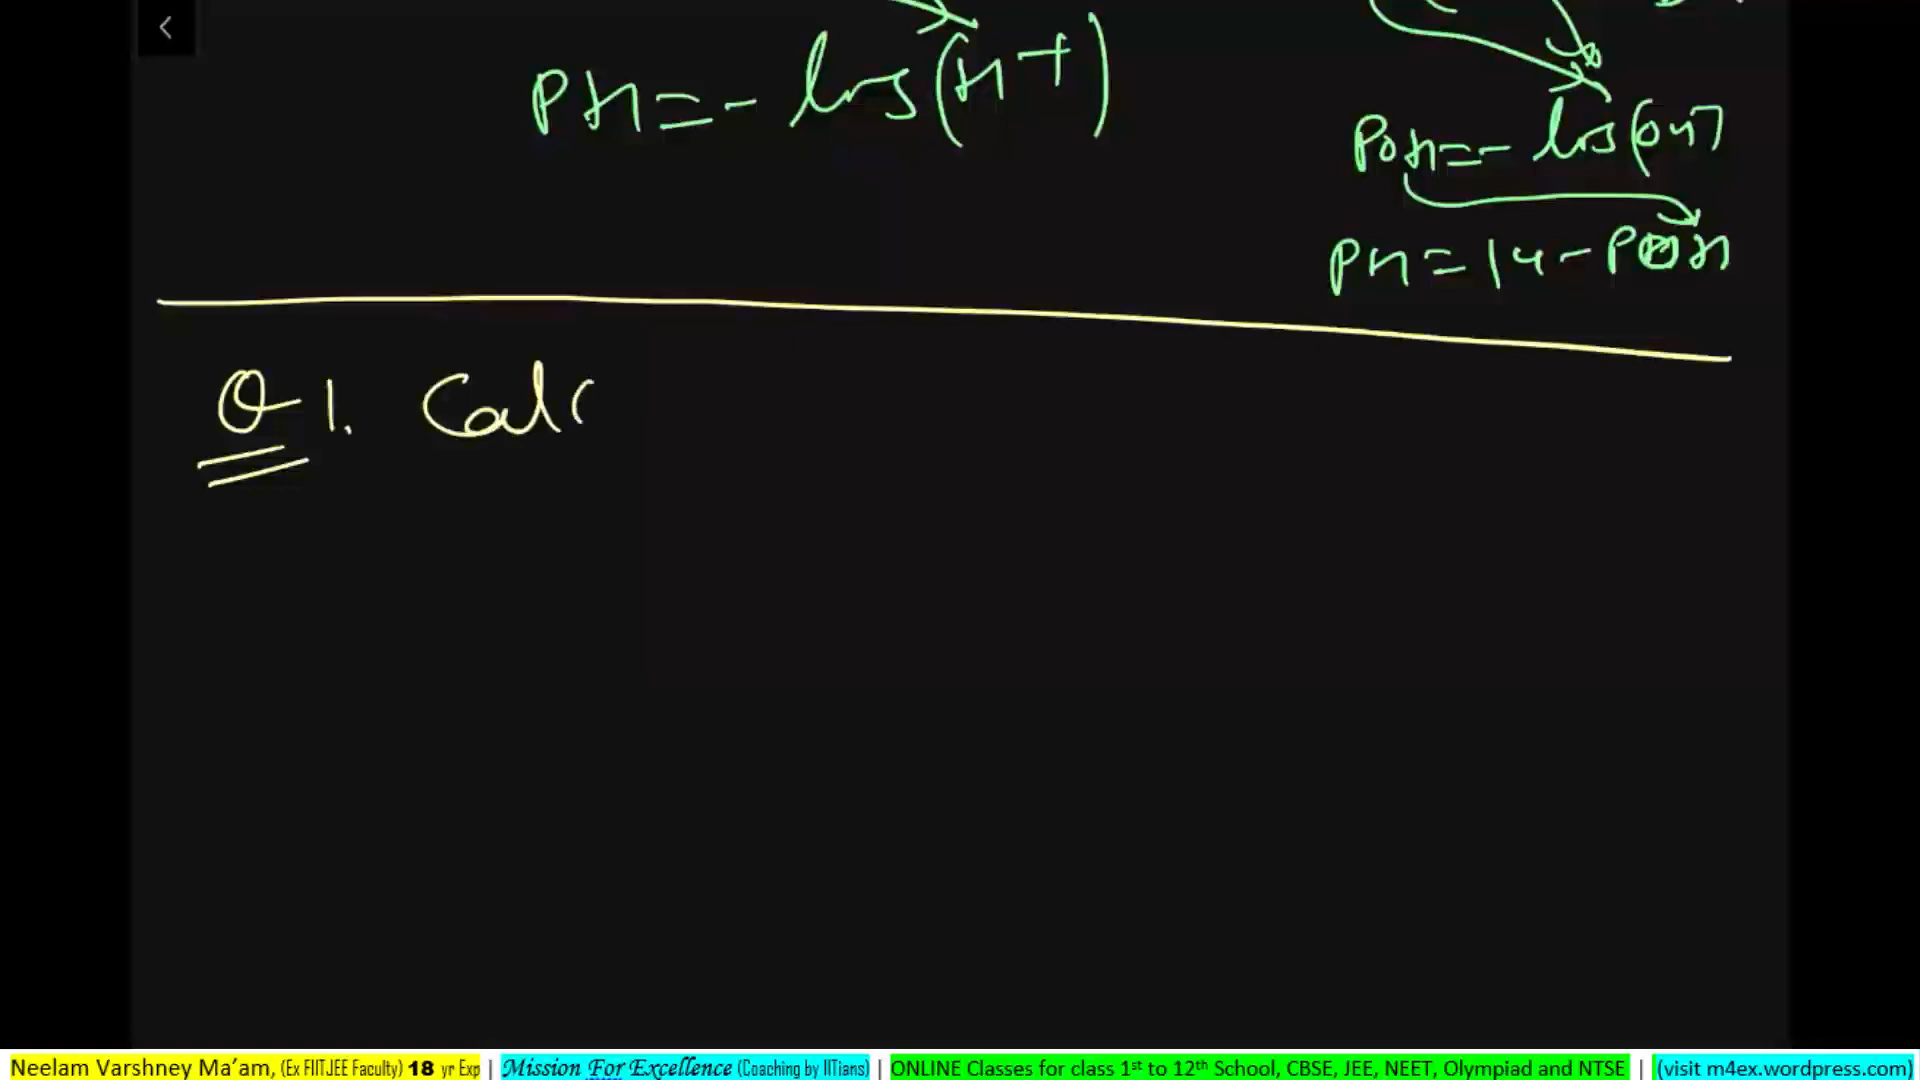 PH = - log(H+)
POH = - log(OH)
PH = 14 - POH
Q 1. Calc
Neelam Varshney Ma’am, (Ex FIITJEE Faculty) 18 yr Exp | Mission For Excellence (Coaching by IITians) | ONLINE Classes for class 1st to 12th School, CBSE, JEE, NEET, Olympiad and NTSE | (visit m4ex.wordpress.com)